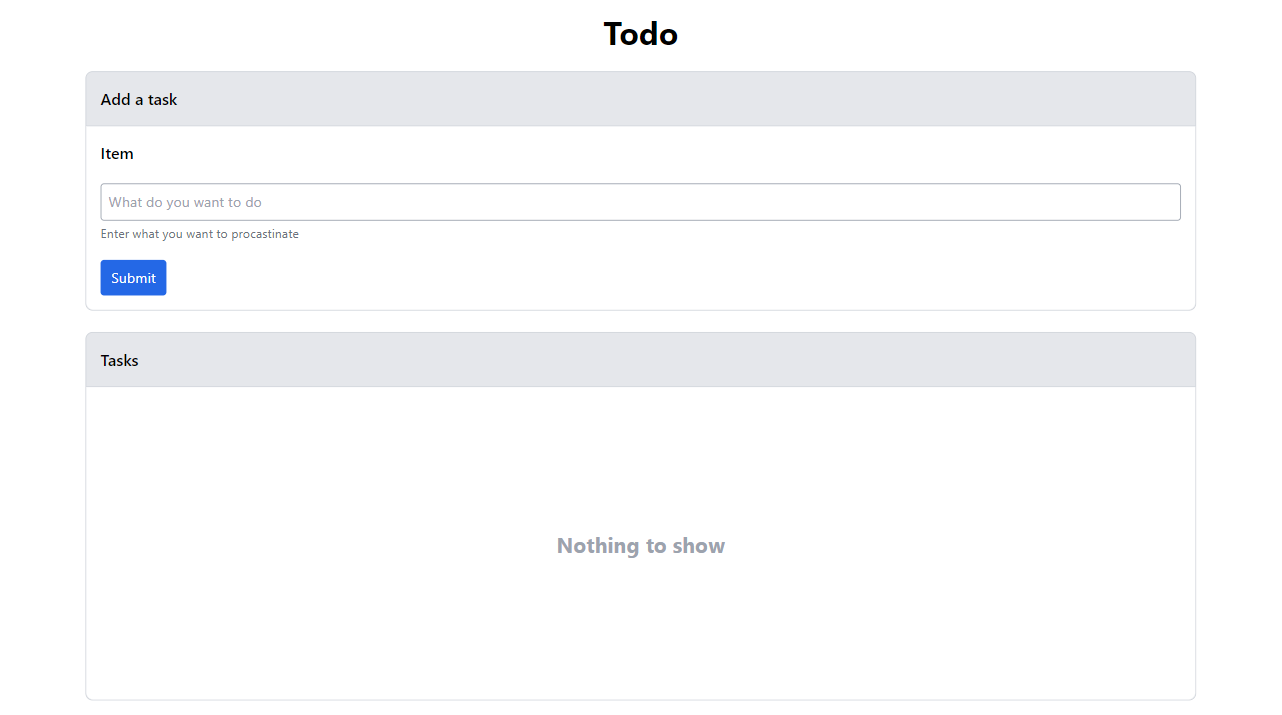 Todo
Add a task
Item
What do you want to do
Enter what you want to procastinate
Submit
Tasks
Nothing to show